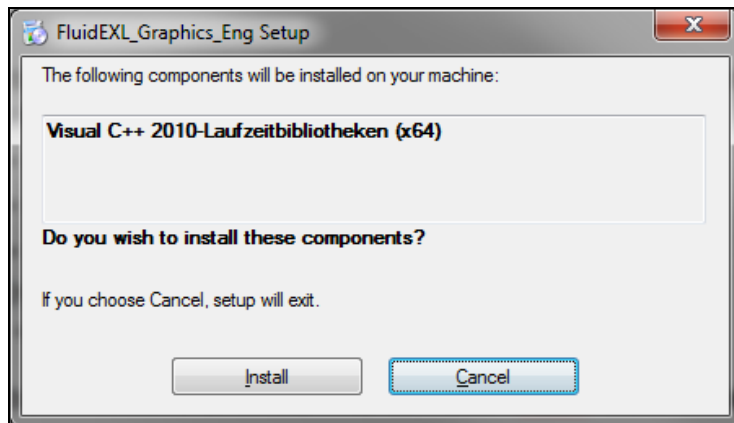 FluidEXL_Graphics_Eng Setup
The following components will be installed on your machine:
Visual C++ 2010-Laufzeitbibliotheken (x64)
Do you wish to install these components?
If you choose Cancel, setup will exit.
Install
Cancel